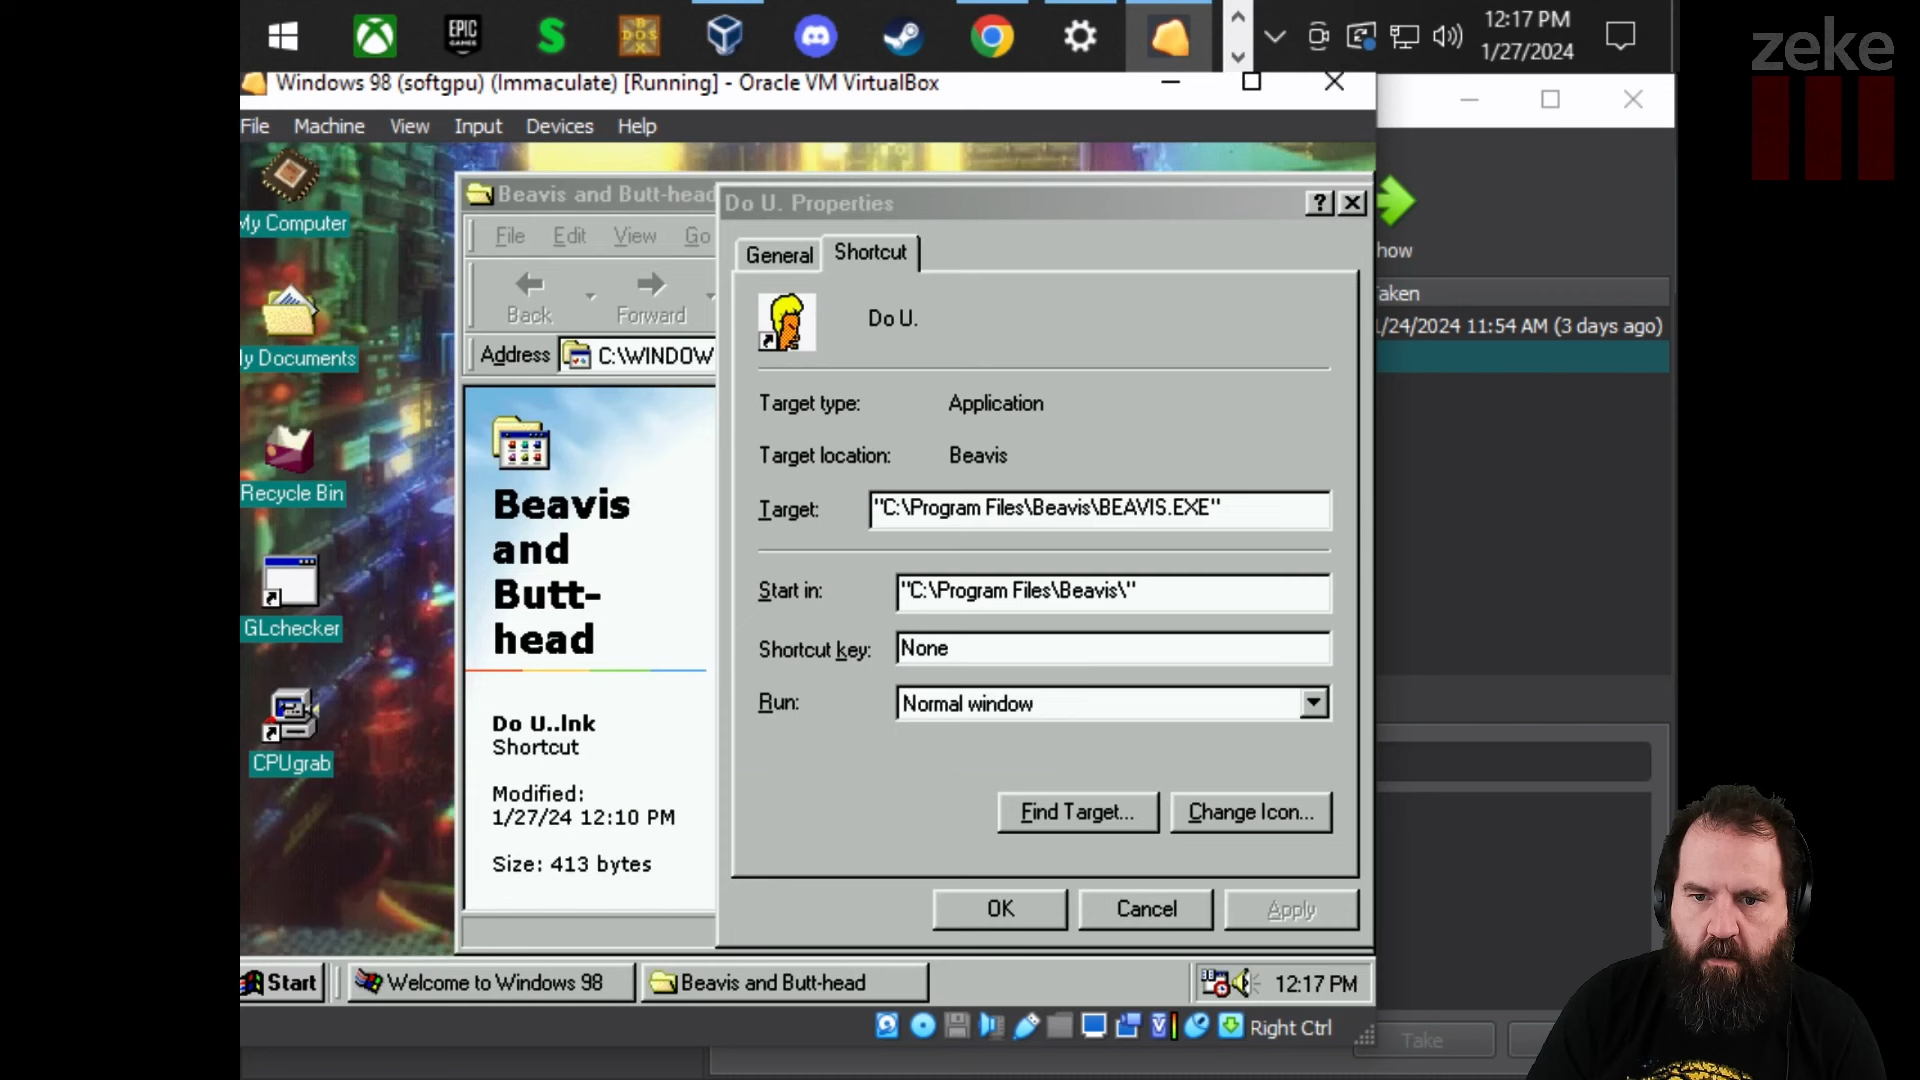 EPIC
GAMES
S
DOS
BOX
12:17 PM
1/27/2024
zeke
Windows 98 (softgpu) (Immaculate) [Running] - Oracle VM VirtualBox
File Machine View Input Devices Help
My Computer
My Documents
Recycle Bin
GLchecker
CPUgrab
Beavis and Butt-head
File Edit View Go
Back Forward
Address C:\WINDOW
Beavis
and
Butt-
head
Do U..lnk
Shortcut
Modified:
1/27/24 12:10 PM
Size: 413 bytes
Do U. Properties
General Shortcut
Do U.
Target type: Application
Target location: Beavis
Target: "C:\Program Files\Beavis\BEAVIS.EXE"
Start in: "C:\Program Files\Beavis\"
Shortcut key: None
Run: Normal window
Find Target... Change Icon...
OK Cancel Apply
how
aken
1/24/2024 11:54 AM (3 days ago)
Take
Start Welcome to Windows 98 Beavis and Butt-head 12:17 PM
Right Ctrl